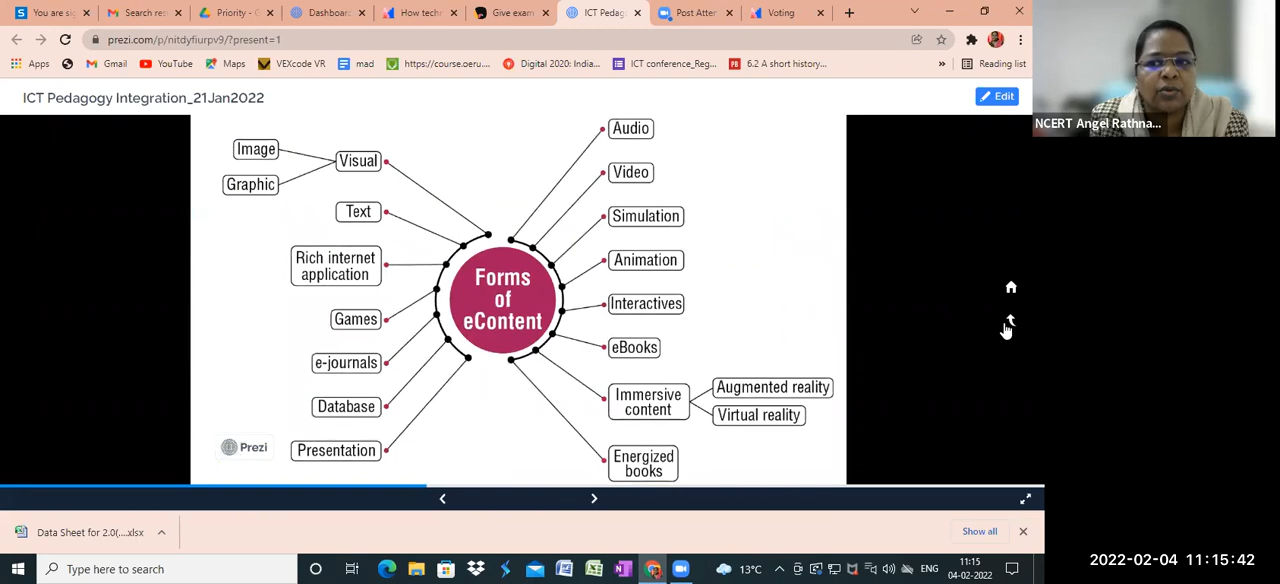 You are sig
Search res
Priority - G
Dashboar
How techr
Give exam
ICT Peda
Post Atter
Voting
prezi.com/p/nitdyfiurpv9/?present=1
Apps
Gmail
YouTube
Maps
VEXcode VR
mad
https://course.oeru....
Digital 2020: India...
ICT conference_Reg...
6.2 A short history...
»
Reading list
ICT Pedagogy Integration_21Jan2022
Edit
NCERT Angel Rathna...
Image
Graphic
Visual
Text
Rich internet
application
Games
e-journals
Database
Presentation
Forms
of
eContent
Audio
Video
Simulation
Animation
Interactives
eBooks
Immersive
content
Augmented reality
Virtual reality
Energized
books
Prezi
Data Sheet for 2.0(....xlsx
Show all
Type here to search
13°C
ENG
11:15
04-02-2022
2022-02-04 11:15:42